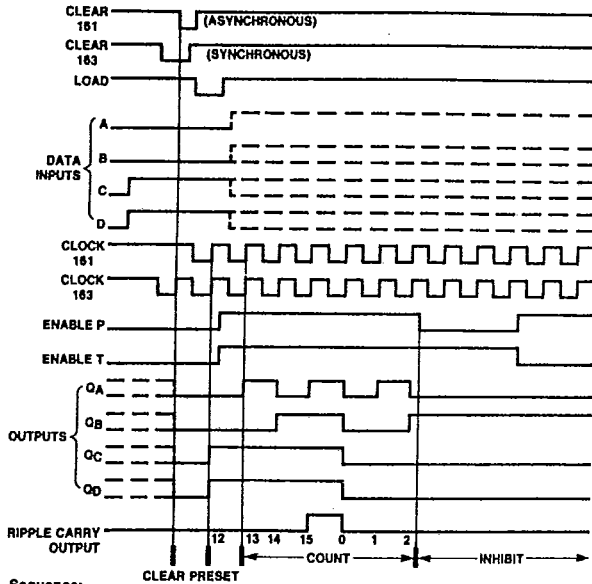 CLEAR
161
(ASYNCHRONOUS)
CLEAR
163
(SYNCHRONOUS)
LOAD
DATA
INPUTS
A
B
C
D
CLOCK
161
CLOCK
163
ENABLE P
ENABLE T
OUTPUTS
QA
QB
QC
QD
RIPPLE CARRY
OUTPUT
12 13 14 15 0 1 2
COUNT
INHIBIT
CLEAR PRESET
Sequence: